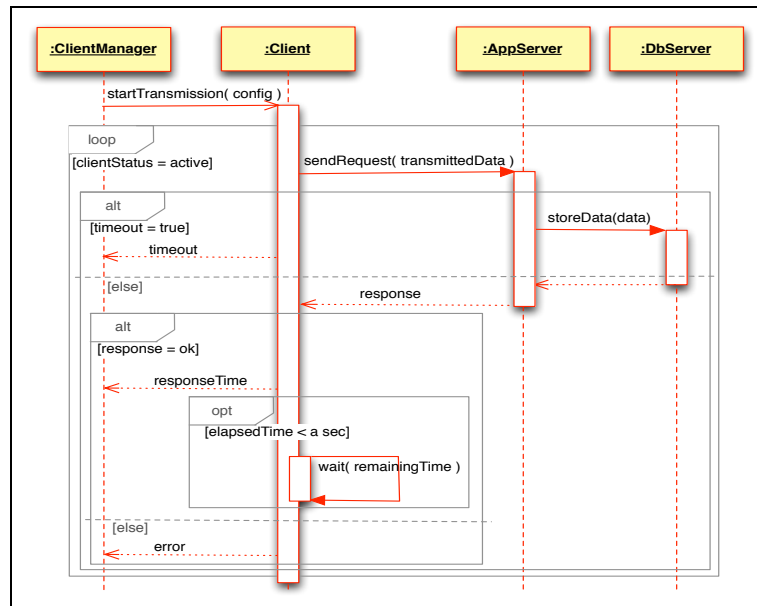 :ClientManager
:Client
:AppServer
:DbServer
startTransmission( config )
loop
[clientStatus = active]
sendRequest( transmittedData )
alt
[timeout = true]
storeData(data)
timeout
[else]
response
alt
[response = ok]
responseTime
opt
[elapsedTime < a sec]
wait( remainingTime )
[else]
error